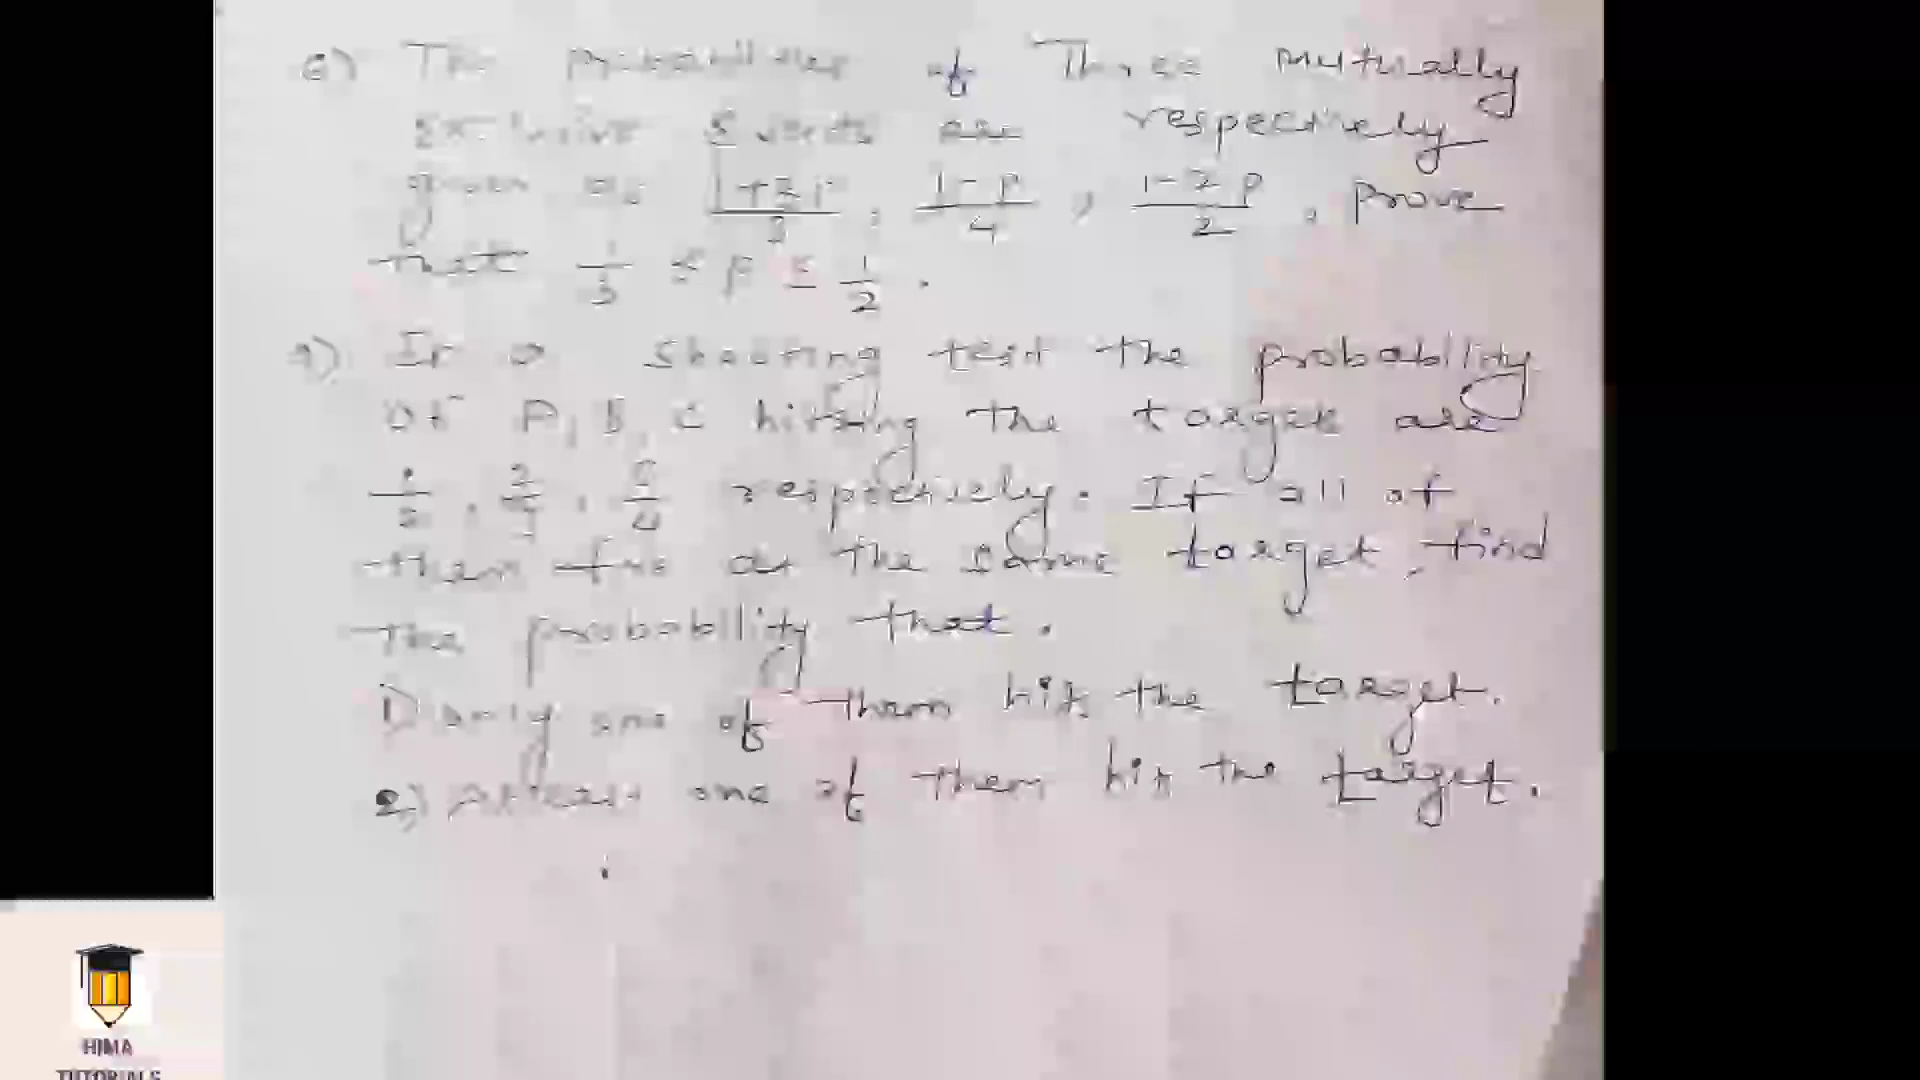 6) The probabilities of Three mutually
Exclusive Events are respectively
given as 1+3p/3, 1-p/4, 1-2p/2, prove
that 1/3 ≤ p ≤ 1/2.
In a shooting test the probability
of A, B, C hitting the target are
1/2, 2/3, 3/4 respectively. If all of
them fire at the same target, find
The probability that.
1) only one of them hits the target.
2) Atleast one of them hits the target.
HIMA
TUTORIALS